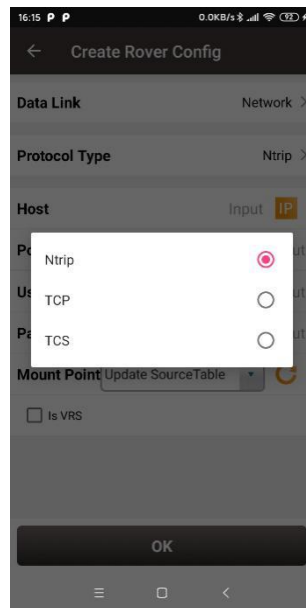 16:15 P P 0.0KB/s 92
Create Rover Config
Data Link Network
Protocol Type Ntrip
Host Input IP
Ntrip
TCP
TCS
Mount Point Update SourceTable
Is VRS
OK